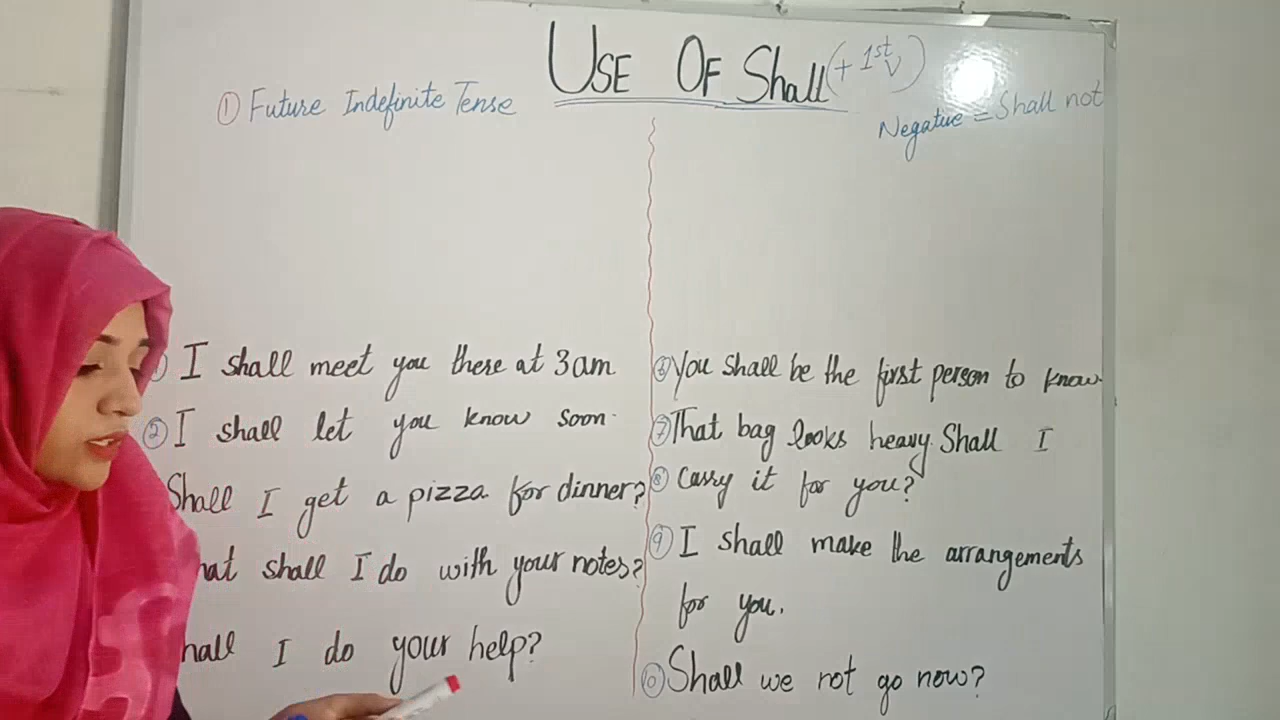 USE OF Shall (+ 1st V)
① Future Indefinite Tense
Negative = Shall not
I shall meet you there at 3am
② I shall let you know soon.
Shall I get a pizza for dinner?
hat shall I do with your notes?
hall I do your help?
⑥ You shall be the first person to know.
⑦ That bag looks heavy. Shall I
⑧ Carry it for you?
⑨ I shall make the arrangements
for you.
⑩ Shall we not go now?